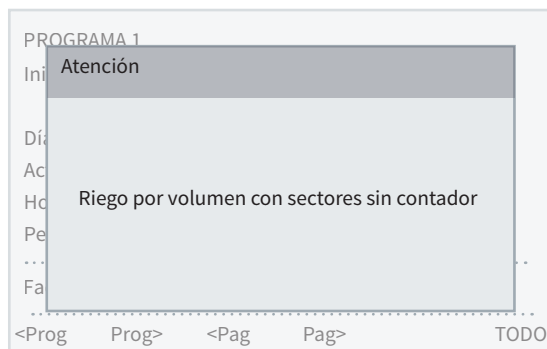 PROGRAMA 1
Atención
Riego por volumen con sectores sin contador
<Prog Prog> <Pag Pag> TODO